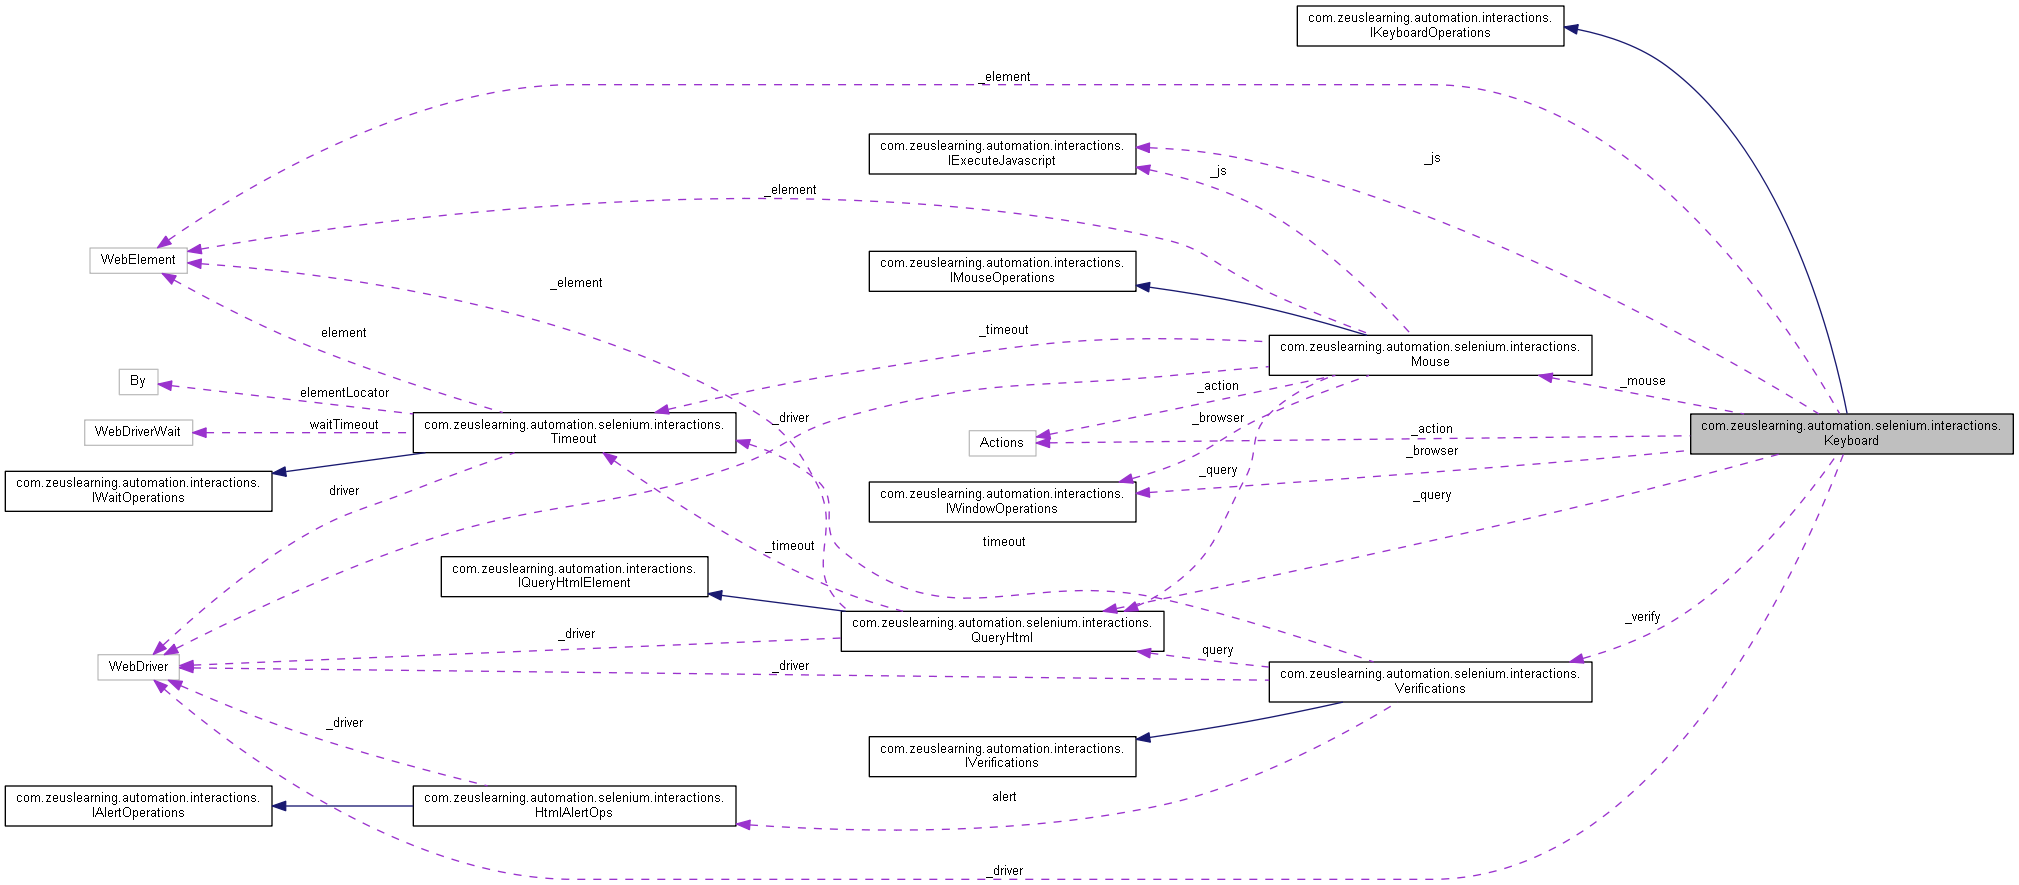 com.zeuslearning.automation.interactions.
IKeyboardOperations
_element
com.zeuslearning.automation.interactions.
IExecuteJavascript
_js
_js
_element
WebElement
com.zeuslearning.automation.interactions.
IMouseOperations
_element
element
_timeout
com.zeuslearning.automation.selenium.interactions.
Mouse
By
elementLocator
_action
_mouse
WebDriverWait
waitTimeout
com.zeuslearning.automation.selenium.interactions.
Timeout
_driver
_browser
Actions
_action
com.zeuslearning.automation.selenium.interactions.
Keyboard
_browser
com.zeuslearning.automation.interactions.
IWaitOperations
driver
_query
com.zeuslearning.automation.interactions.
IWindowOperations
_query
_timeout
timeout
com.zeuslearning.automation.interactions.
IQueryHtmlElement
com.zeuslearning.automation.selenium.interactions.
QueryHtml
_driver
_verify
WebDriver
_driver
query
com.zeuslearning.automation.selenium.interactions.
Verifications
_driver
com.zeuslearning.automation.interactions.
IVerifications
com.zeuslearning.automation.interactions.
IAlertOperations
com.zeuslearning.automation.selenium.interactions.
HtmlAlertOps
alert
_driver